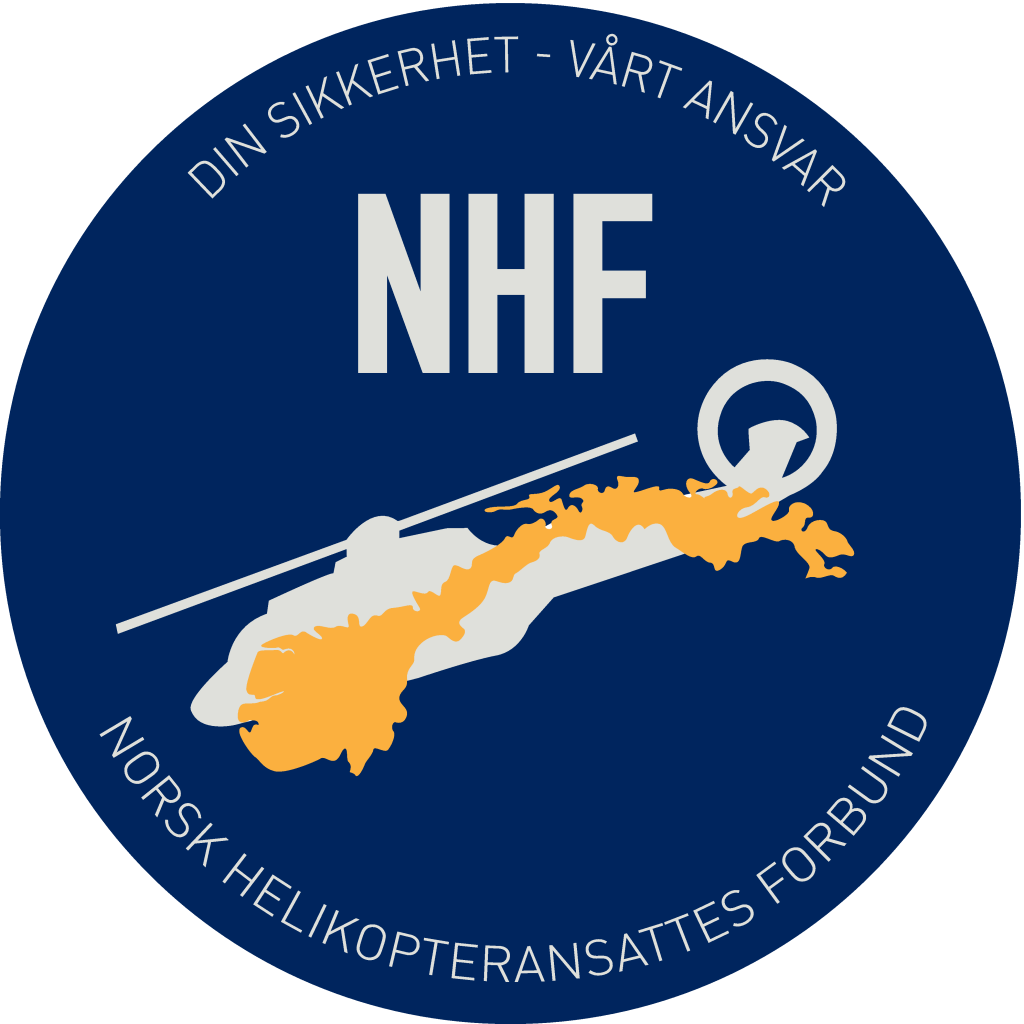 DIN SIKKERHET - VÅRT ANSVAR
NHF
NORSK HELIKOPTERANSATTES FORBUND